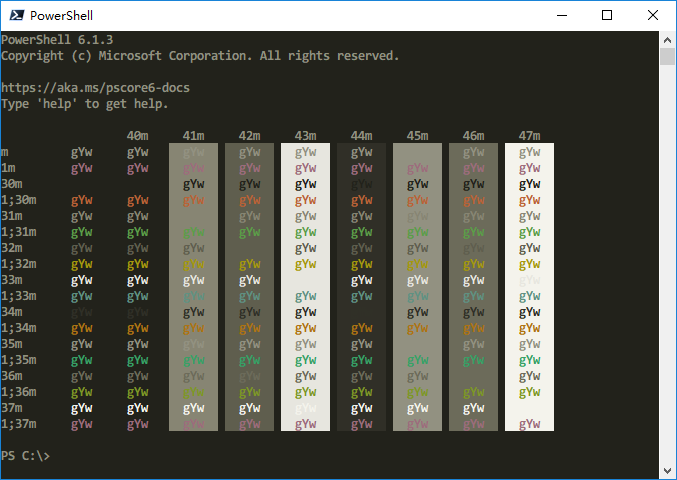 PowerShell
PowerShell 6.1.3
Copyright (c) Microsoft Corporation. All rights reserved.
https://aka.ms/pscore6-docs
Type 'help' to get help.
40m 41m 42m 43m 44m 45m 46m 47m
m gYw gYw gYw gYw gYw gYw gYw gYw
1m gYw gYw gYw gYw gYw gYw gYw gYw gYw
30m gYw gYw gYw gYw gYw gYw gYw
1;30m gYw gYw gYw gYw gYw gYw gYw gYw gYw
31m gYw gYw gYw gYw gYw gYw gYw gYw
1;31m gYw gYw gYw gYw gYw gYw gYw gYw gYw
32m gYw gYw gYw gYw gYw gYw gYw gYw
1;32m gYw gYw gYw gYw gYw gYw gYw gYw gYw
33m gYw gYw gYw gYw gYw gYw gYw gYw
1;33m gYw gYw gYw gYw gYw gYw gYw gYw gYw
34m gYw gYw gYw gYw gYw gYw gYw gYw
1;34m gYw gYw gYw gYw gYw gYw gYw gYw gYw
35m gYw gYw gYw gYw gYw gYw gYw gYw
1;35m gYw gYw gYw gYw gYw gYw gYw gYw gYw
36m gYw gYw gYw gYw gYw gYw gYw gYw
1;36m gYw gYw gYw gYw gYw gYw gYw gYw gYw
37m gYw gYw gYw gYw gYw gYw gYw gYw
1;37m gYw gYw gYw gYw gYw gYw gYw gYw gYw
PS C:\>